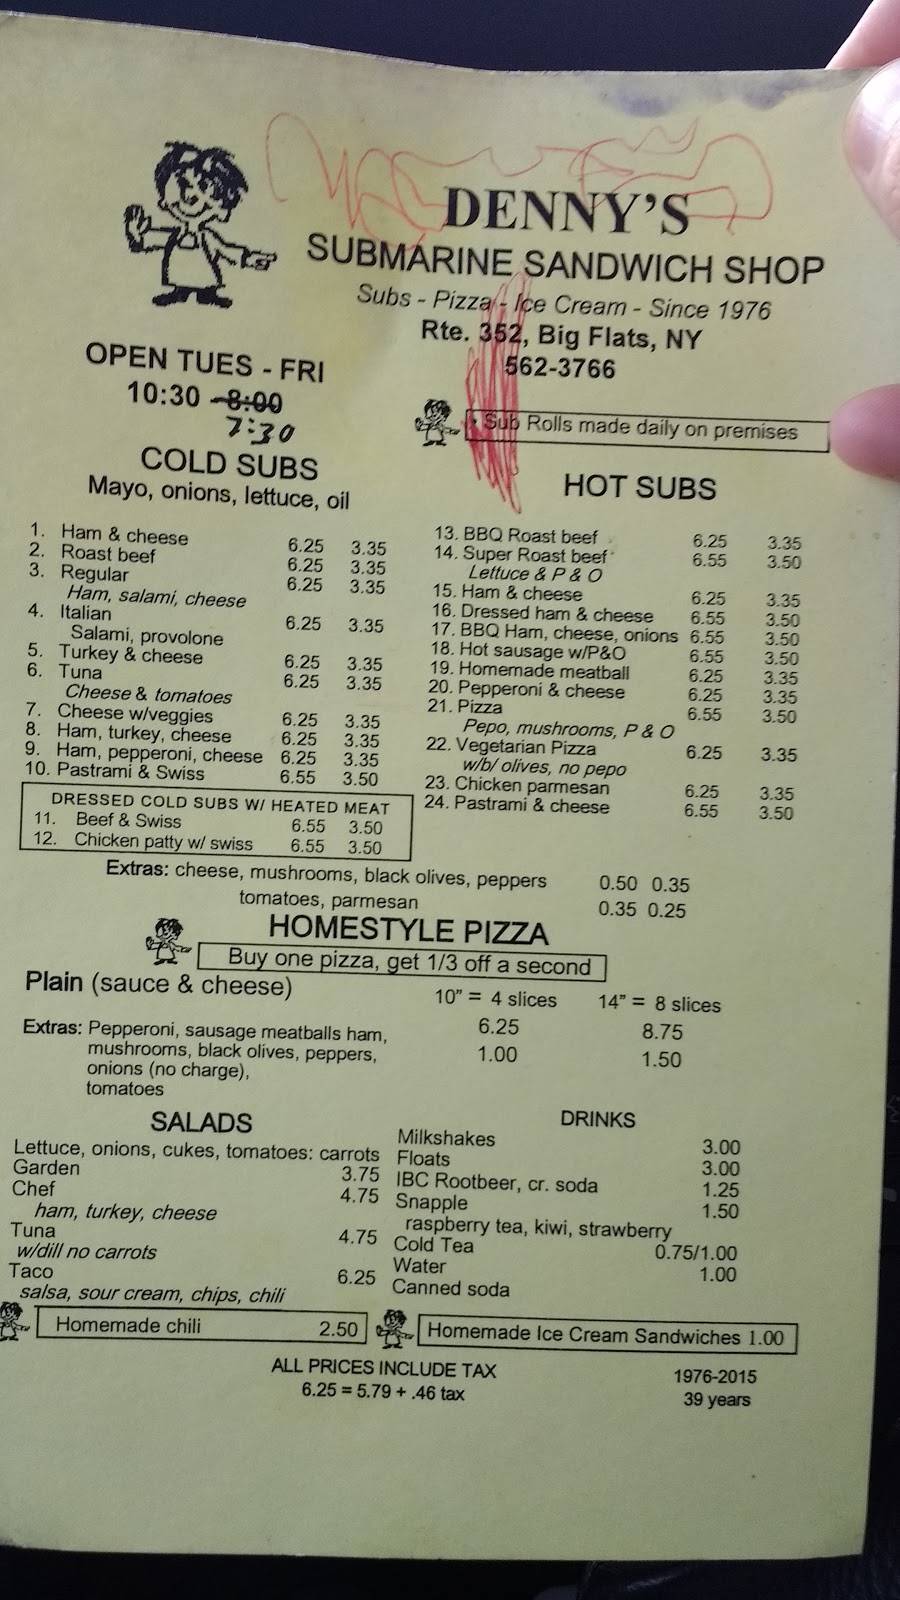 DENNY'S
SUBMARINE SANDWICH SHOP
Subs - Pizza - Ice Cream - Since 1976
Rte. 352, Big Flats, NY
562-3766
OPEN TUES - FRI
10:30 - 8:00
7:30
Sub Rolls made daily on premises
COLD SUBS
Mayo, onions, lettuce, oil
1. Ham & cheese 6.25 3.35
2. Roast beef 6.25 3.35
3. Regular 6.25 3.35
Ham, salami, cheese
4. Italian 6.25 3.35
Salami, provolone
5. Turkey & cheese 6.25 3.35
6. Tuna 6.25 3.35
Cheese & tomatoes
7. Cheese w/veggies 6.25 3.35
8. Ham, turkey, cheese 6.25 3.35
9. Ham, pepperoni, cheese 6.25 3.35
10. Pastrami & Swiss 6.55 3.50
DRESSED COLD SUBS W/ HEATED MEAT
11. Beef & Swiss 6.55 3.50
12. Chicken patty w/ swiss 6.55 3.50
HOT SUBS
13. BBQ Roast beef 6.25 3.35
14. Super Roast beef 6.55 3.50
Lettuce & P & O
15. Ham & cheese 6.25 3.35
16. Dressed ham & cheese 6.55 3.50
17. BBQ Ham, cheese, onions 6.55 3.50
18. Hot sausage w/P&O 6.55 3.50
19. Homemade meatball 6.25 3.35
20. Pepperoni & cheese 6.25 3.35
21. Pizza 6.55 3.50
Pepo, mushrooms, P & O
22. Vegetarian Pizza 6.25 3.35
w/b/ olives, no pepo
23. Chicken parmesan 6.25 3.35
24. Pastrami & cheese 6.55 3.50
Extras: cheese, mushrooms, black olives, peppers 0.50 0.35
tomatoes, parmesan 0.35 0.25
HOMESTYLE PIZZA
Buy one pizza, get 1/3 off a second
Plain (sauce & cheese) 10" = 4 slices 14" = 8 slices
6.25 8.75
Extras: Pepperoni, sausage meatballs ham, 1.00 1.50
mushrooms, black olives, peppers,
onions (no charge),
tomatoes
SALADS
Lettuce, onions, cukes, tomatoes: carrots
Garden 3.75
Chef 4.75
ham, turkey, cheese
Tuna 4.75
w/dill no carrots
Taco 6.25
salsa, sour cream, chips, chili
Homemade chili 2.50
DRINKS
Milkshakes 3.00
Floats 3.00
IBC Rootbeer, cr. soda 1.25
Snapple 1.50
raspberry tea, kiwi, strawberry
Cold Tea 0.75/1.00
Water 1.00
Canned soda
Homemade Ice Cream Sandwiches 1.00
ALL PRICES INCLUDE TAX
6.25 = 5.79 + .46 tax
1976-2015
39 years